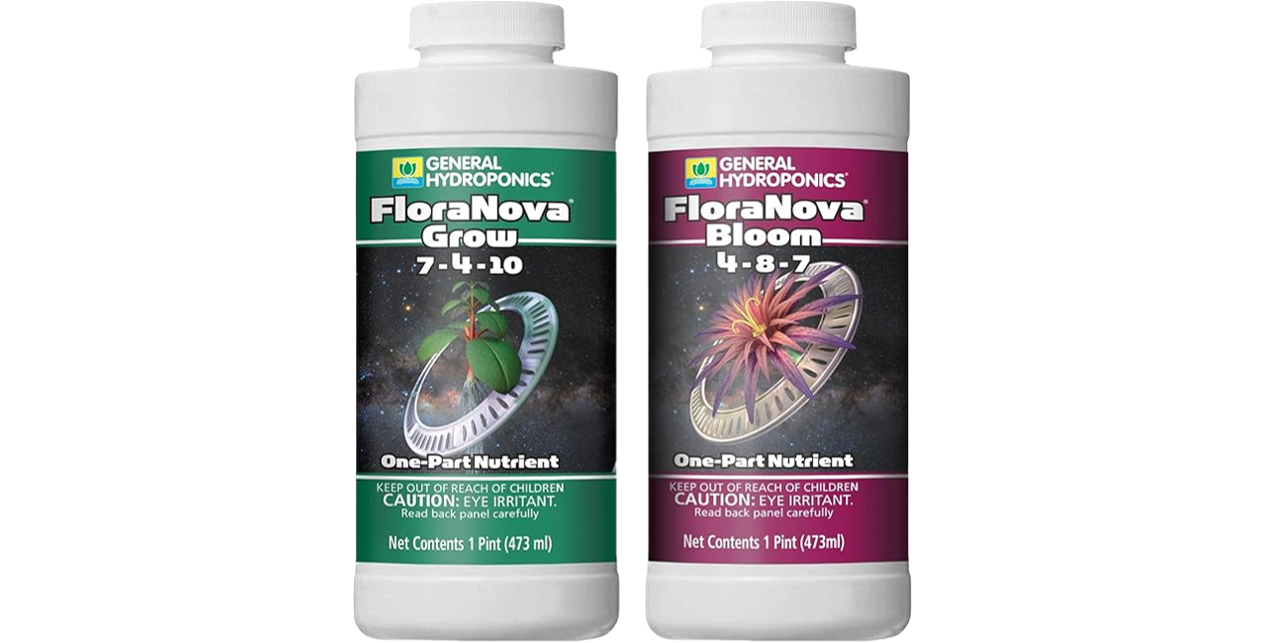 GENERAL
HYDROPONICS®
FloraNova®
Grow
7-4-10
One-Part Nutrient
KEEP OUT OF REACH OF CHILDREN
CAUTION: EYE IRRITANT.
Read back panel carefully
Net Contents 1 Pint (473 ml)
GENERAL
HYDROPONICS®
FloraNova®
Bloom
4-8-7
One-Part Nutrient
KEEP OUT OF REACH OF CHILDREN
CAUTION: EYE IRRITANT.
Read back panel carefully
Net Contents 1 Pint (473ml)